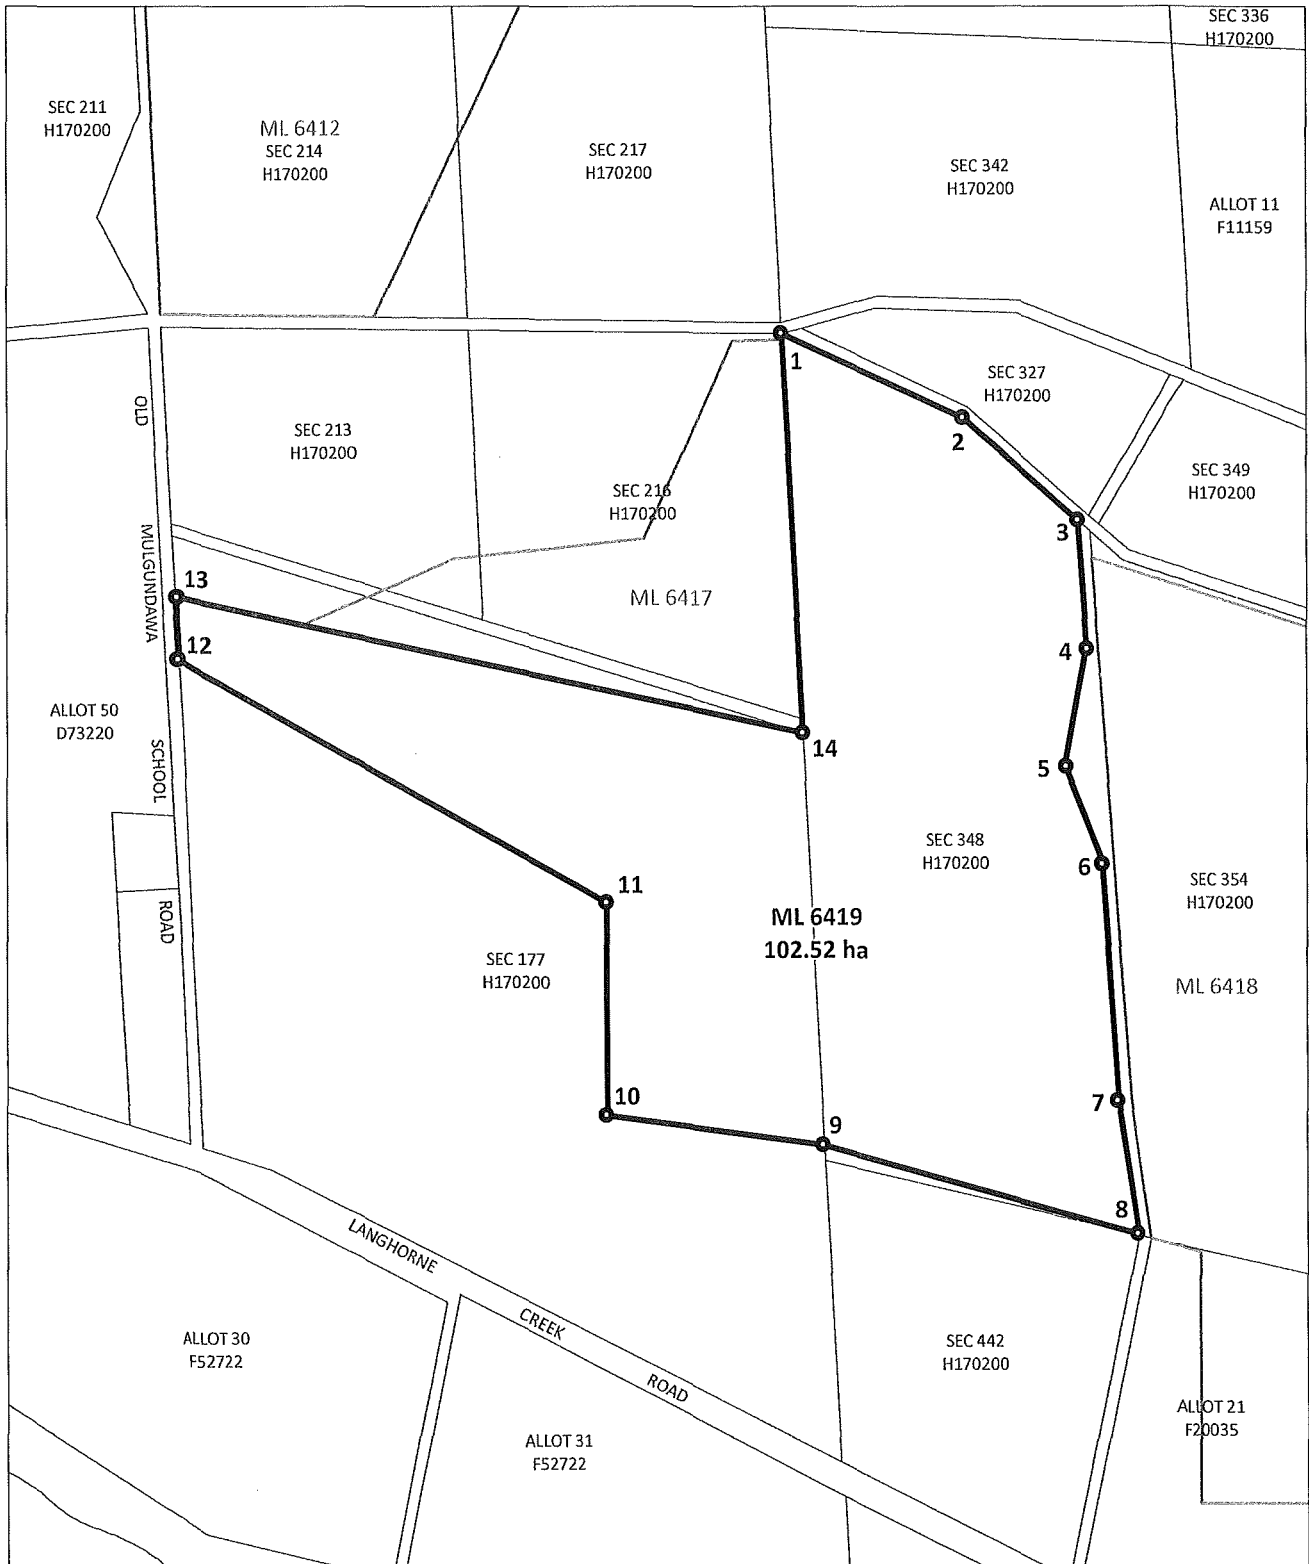 SEC 336
H170200
SEC 211
H170200
ML 6412
SEC 214
H170200
SEC 217
H170200
SEC 342
H170200
ALLOT 11
F11159
1
SEC 327
H170200
OLD
SEC 213
H170200
2
SEC 349
H170200
SEC 216
H170200
3
MULGUNDAWA
13
ML 6417
12
4
ALLOT 50
D73220
SCHOOL
14
5
SEC 348
H170200
6
SEC 354
H170200
11
ROAD
ML 6419
102.52 ha
SEC 177
H170200
ML 6418
10
7
9
8
LANGHORNE
CREEK
ROAD
ALLOT 30
F52722
SEC 442
H170200
ALLOT 21
F20035
ALLOT 31
F52722